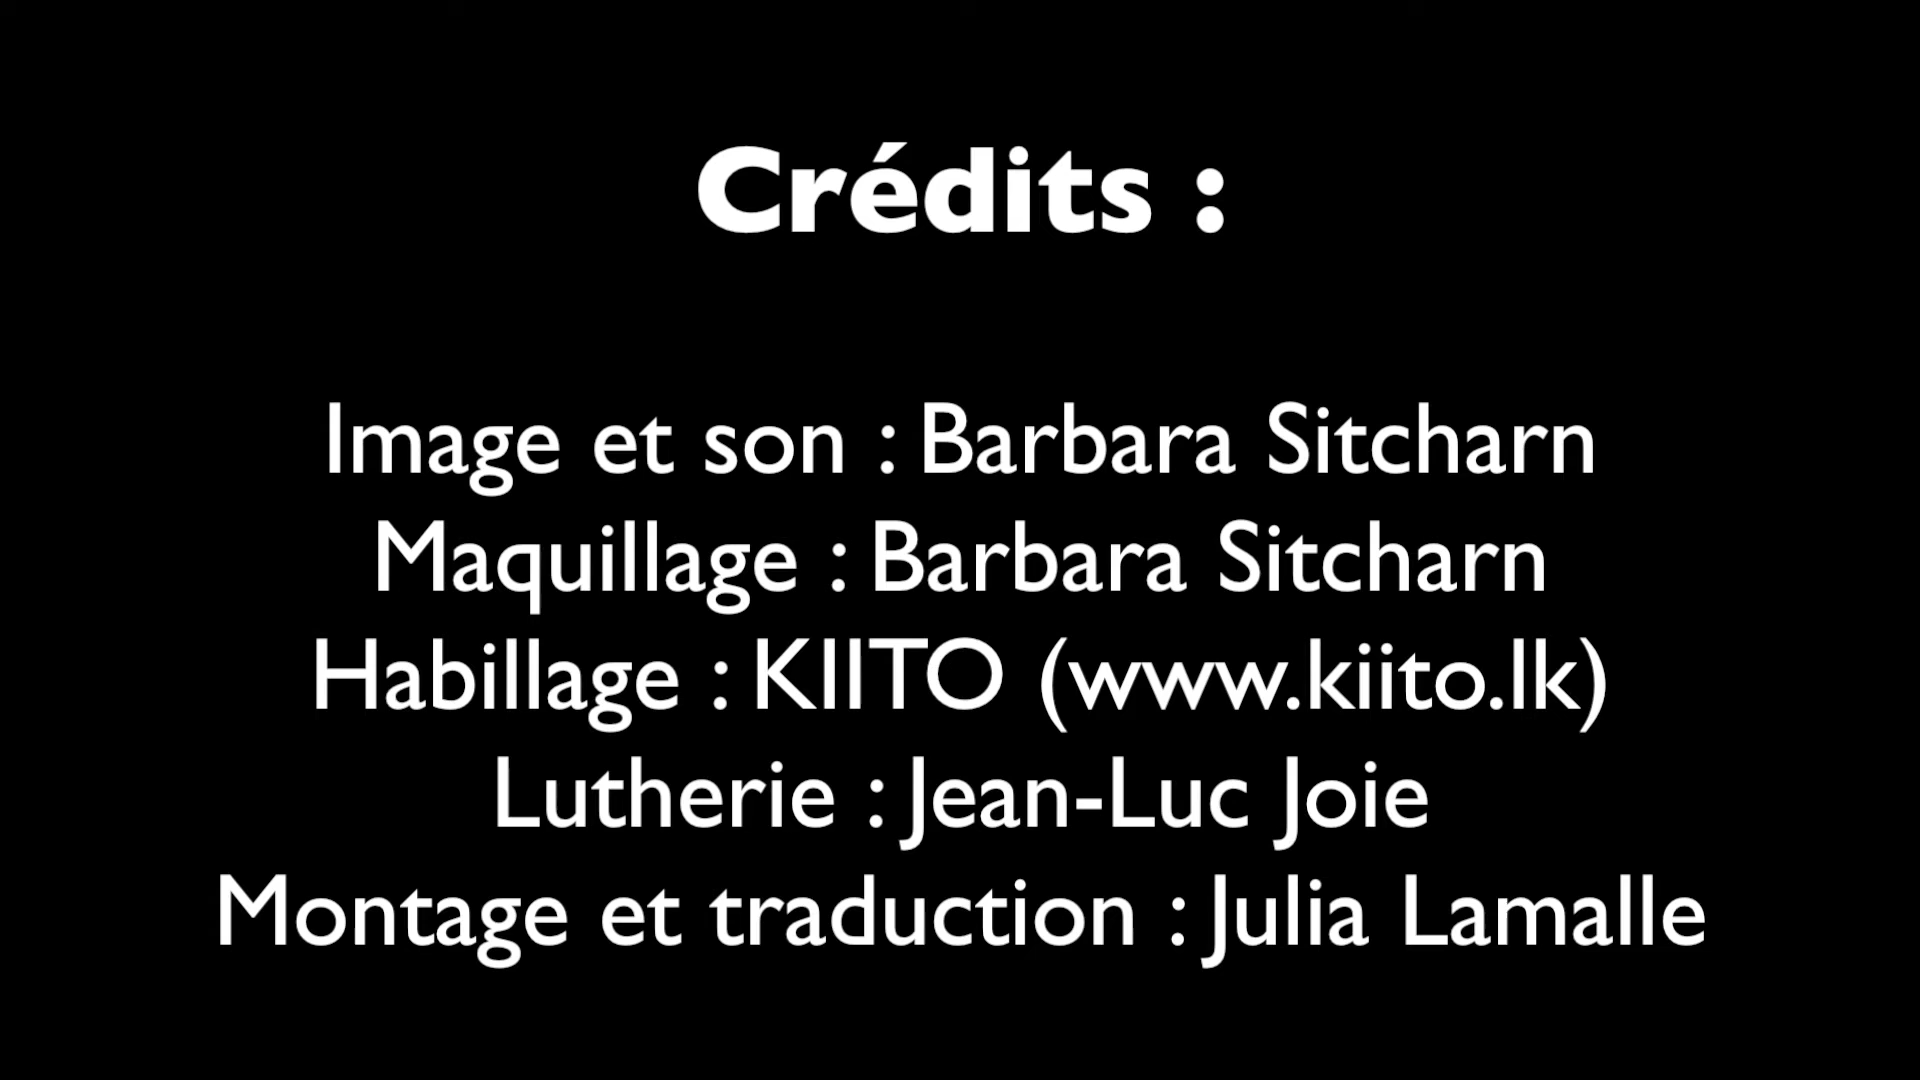 Crédits :
Image et son : Barbara Sitcharn
Maquillage : Barbara Sitcharn
Habillage : KIITO (www.kiito.lk)
Lutherie : Jean-Luc Joie
Montage et traduction : Julia Lamalle